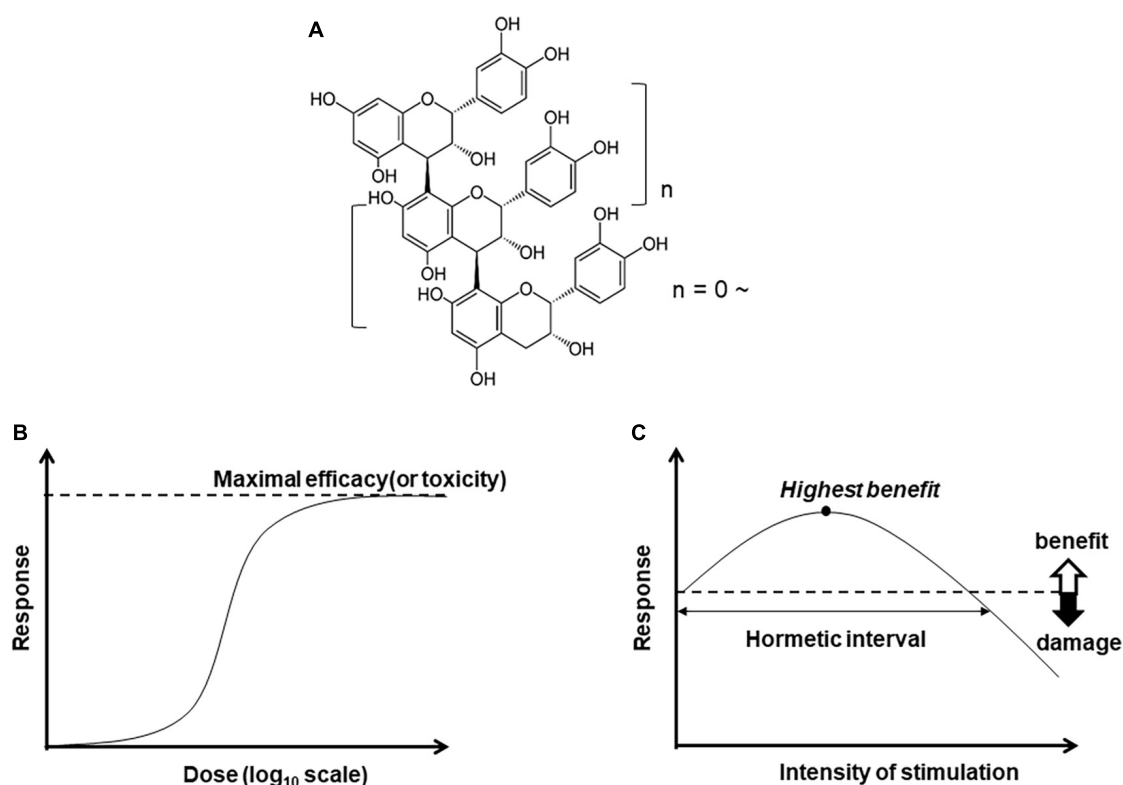 A
OH
OH
HO
O
OH
OH
OH
OH
n
HO
O
OH
OH
OH
OH
HO
O
n = 0 ~
OH
OH
B
Maximal efficacy(or toxicity)
Response
Dose (log10 scale)
C
Highest benefit
benefit
Response
Hormetic interval
damage
Intensity of stimulation